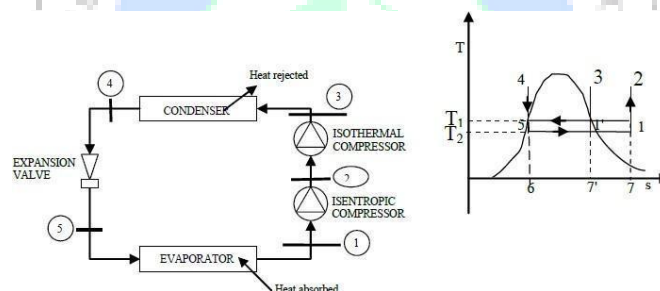 4
Heat rejected
CONDENSER
3
ISOTHERMAL
COMPRESSOR
EXPANSION
VALVE
2
ISENTROPIC
COMPRESSOR
5
1
EVAPORATOR
Heat absorbed
T
4 3 2
T1
5 1' 1
T2
6 7' 7 s